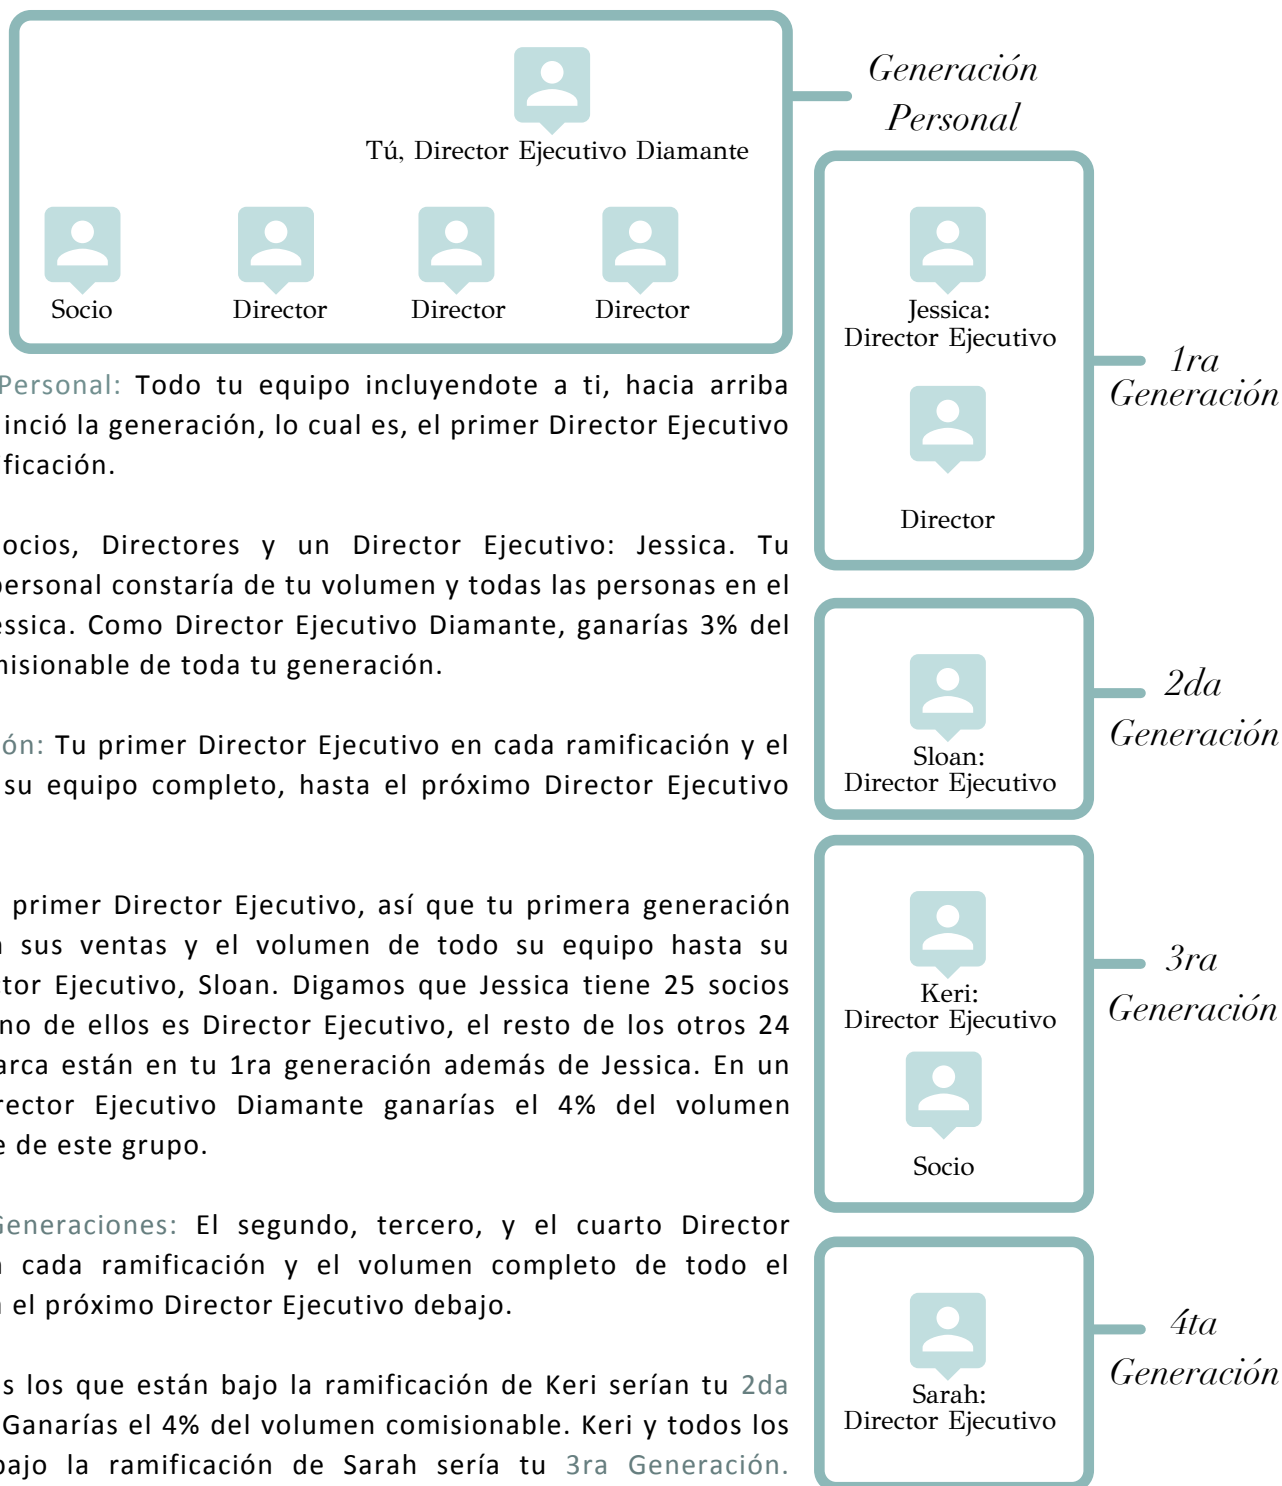 Generación
Personal
Tú, Director Ejecutivo Diamante
Socio
Director
Director
Director
Personal: Todo tu equipo incluyendote a ti, hacia arriba
inció la generación, lo cual es, el primer Director Ejecutivo
ficación.
ocios, Directores y un Director Ejecutivo: Jessica. Tu
personal constaría de tu volumen y todas las personas en el
essica. Como Director Ejecutivo Diamante, ganarías 3% del
misionable de toda tu generación.
ón: Tu primer Director Ejecutivo en cada ramificación y el
su equipo completo, hasta el próximo Director Ejecutivo
primer Director Ejecutivo, así que tu primera generación
sus ventas y el volumen de todo su equipo hasta su
ctor Ejecutivo, Sloan. Digamos que Jessica tiene 25 socios
no de ellos es Director Ejecutivo, el resto de los otros 24
arca están en tu 1ra generación además de Jessica. En un
rector Ejecutivo Diamante ganarías el 4% del volumen
e de este grupo.
Generaciones: El segundo, tercero, y el cuarto Director
cada ramificación y el volumen completo de todo el
el próximo Director Ejecutivo debajo.
s los que están bajo la ramificación de Keri serían tu 2da
Ganarías el 4% del volumen comisionable. Keri y todos los
bajo la ramificación de Sarah sería tu 3ra Generación.
Jessica:
Director Ejecutivo
Director
1ra
Generación
Sloan:
Director Ejecutivo
2da
Generación
Keri:
Director Ejecutivo
Socio
3ra
Generación
Sarah:
Director Ejecutivo
4ta
Generación